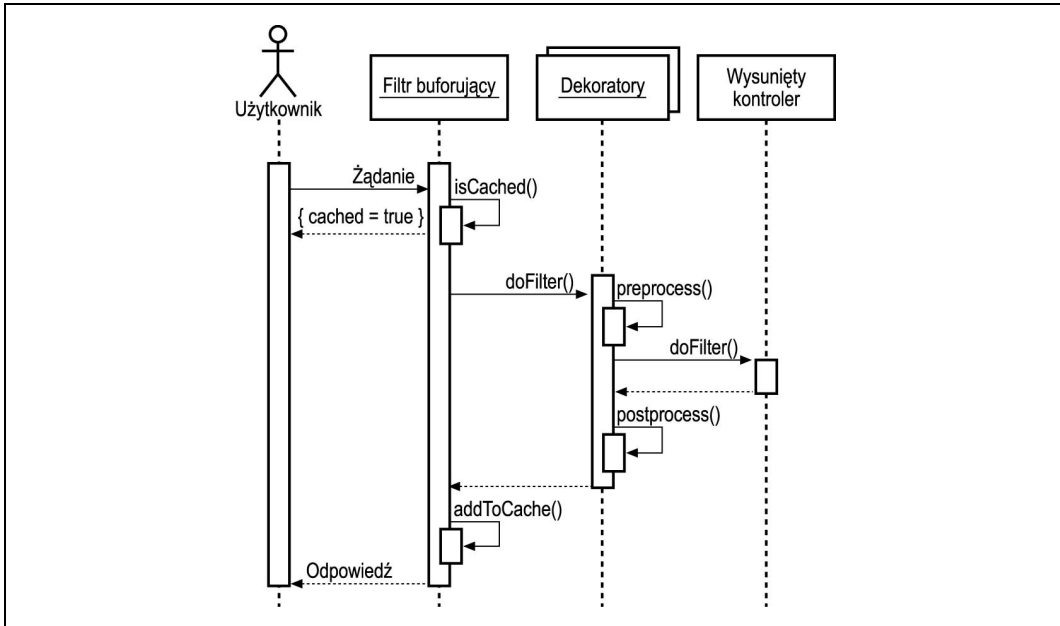 Użytkownik
Filtr buforujący
Dekoratory
Wysunięty
kontroler
Żądanie
isCached()
{ cached = true }
doFilter()
preprocess()
doFilter()
postprocess()
addToCache()
Odpowiedź